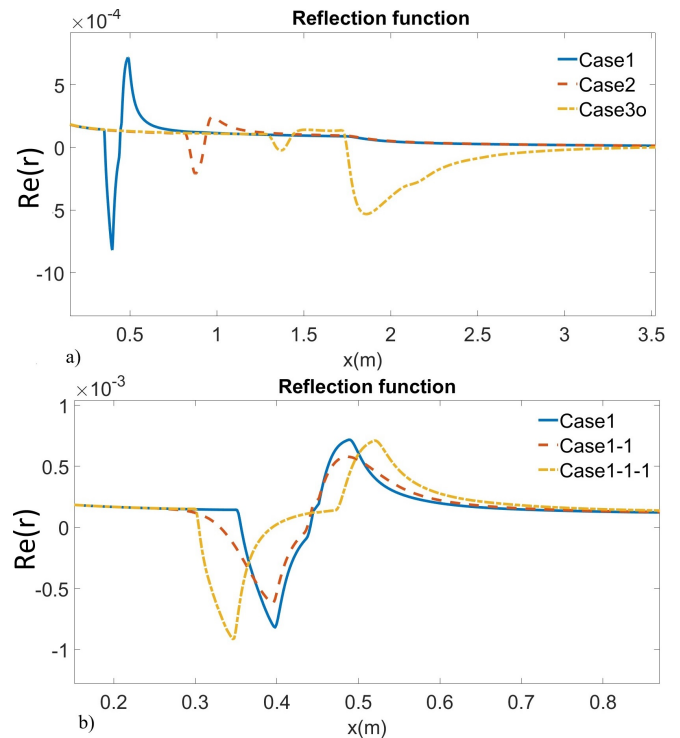 ×10⁻⁴
Reflection function
5
0
-5
-10
Re(r)
Case1
Case2
Case3o
0.5 1 1.5 2 2.5 3 3.5
x(m)
a)
×10⁻³
Reflection function
1
0.5
0
-0.5
-1
Re(r)
Case1
Case1-1
Case1-1-1
0.2 0.3 0.4 0.5 0.6 0.7 0.8
x(m)
b)